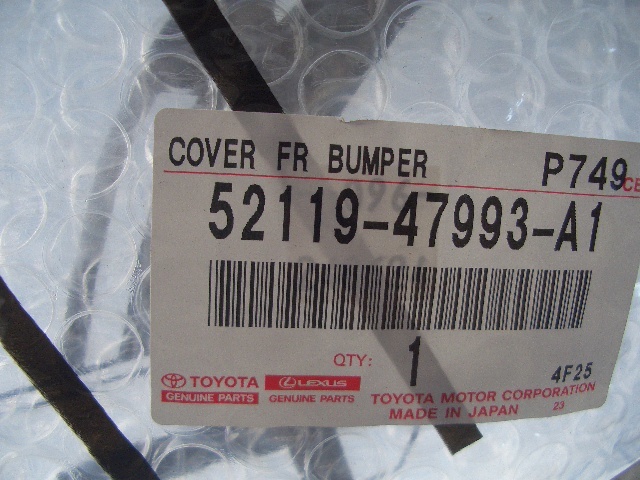 COVER FR BUMPER P749
52119-47993-A1
QTY: 1
4F25
TOYOTA LEXUS TOYOTA MOTOR CORPORATION
GENUINE PARTS GENUINE PARTS MADE IN JAPAN 23